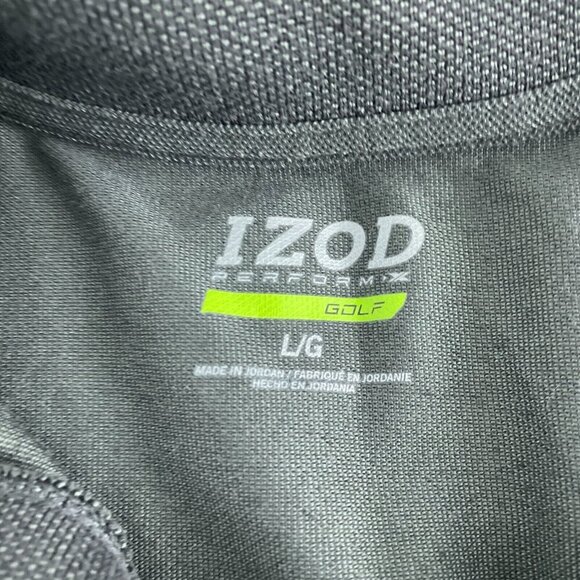 IZOD
PERFORMX
GOLF
L/G
MADE IN JORDAN / FABRIQUÉ EN JORDANIE
HECHO EN JORDANIA